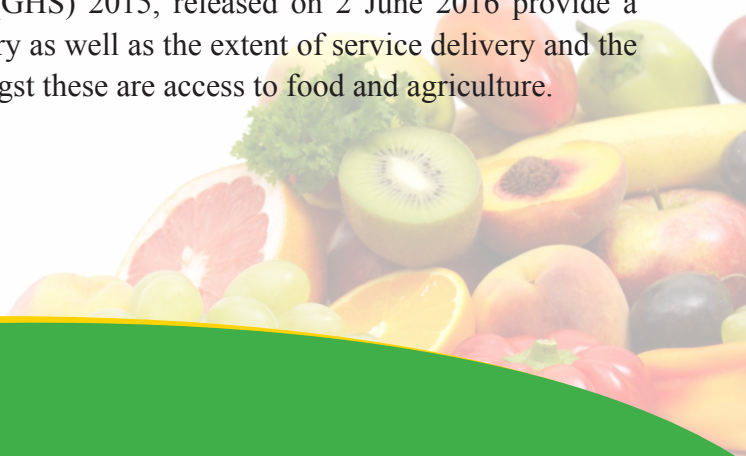 (GHS) 2015, released on 2 June 2016 provide a
ry as well as the extent of service delivery and the
gst these are access to food and agriculture.